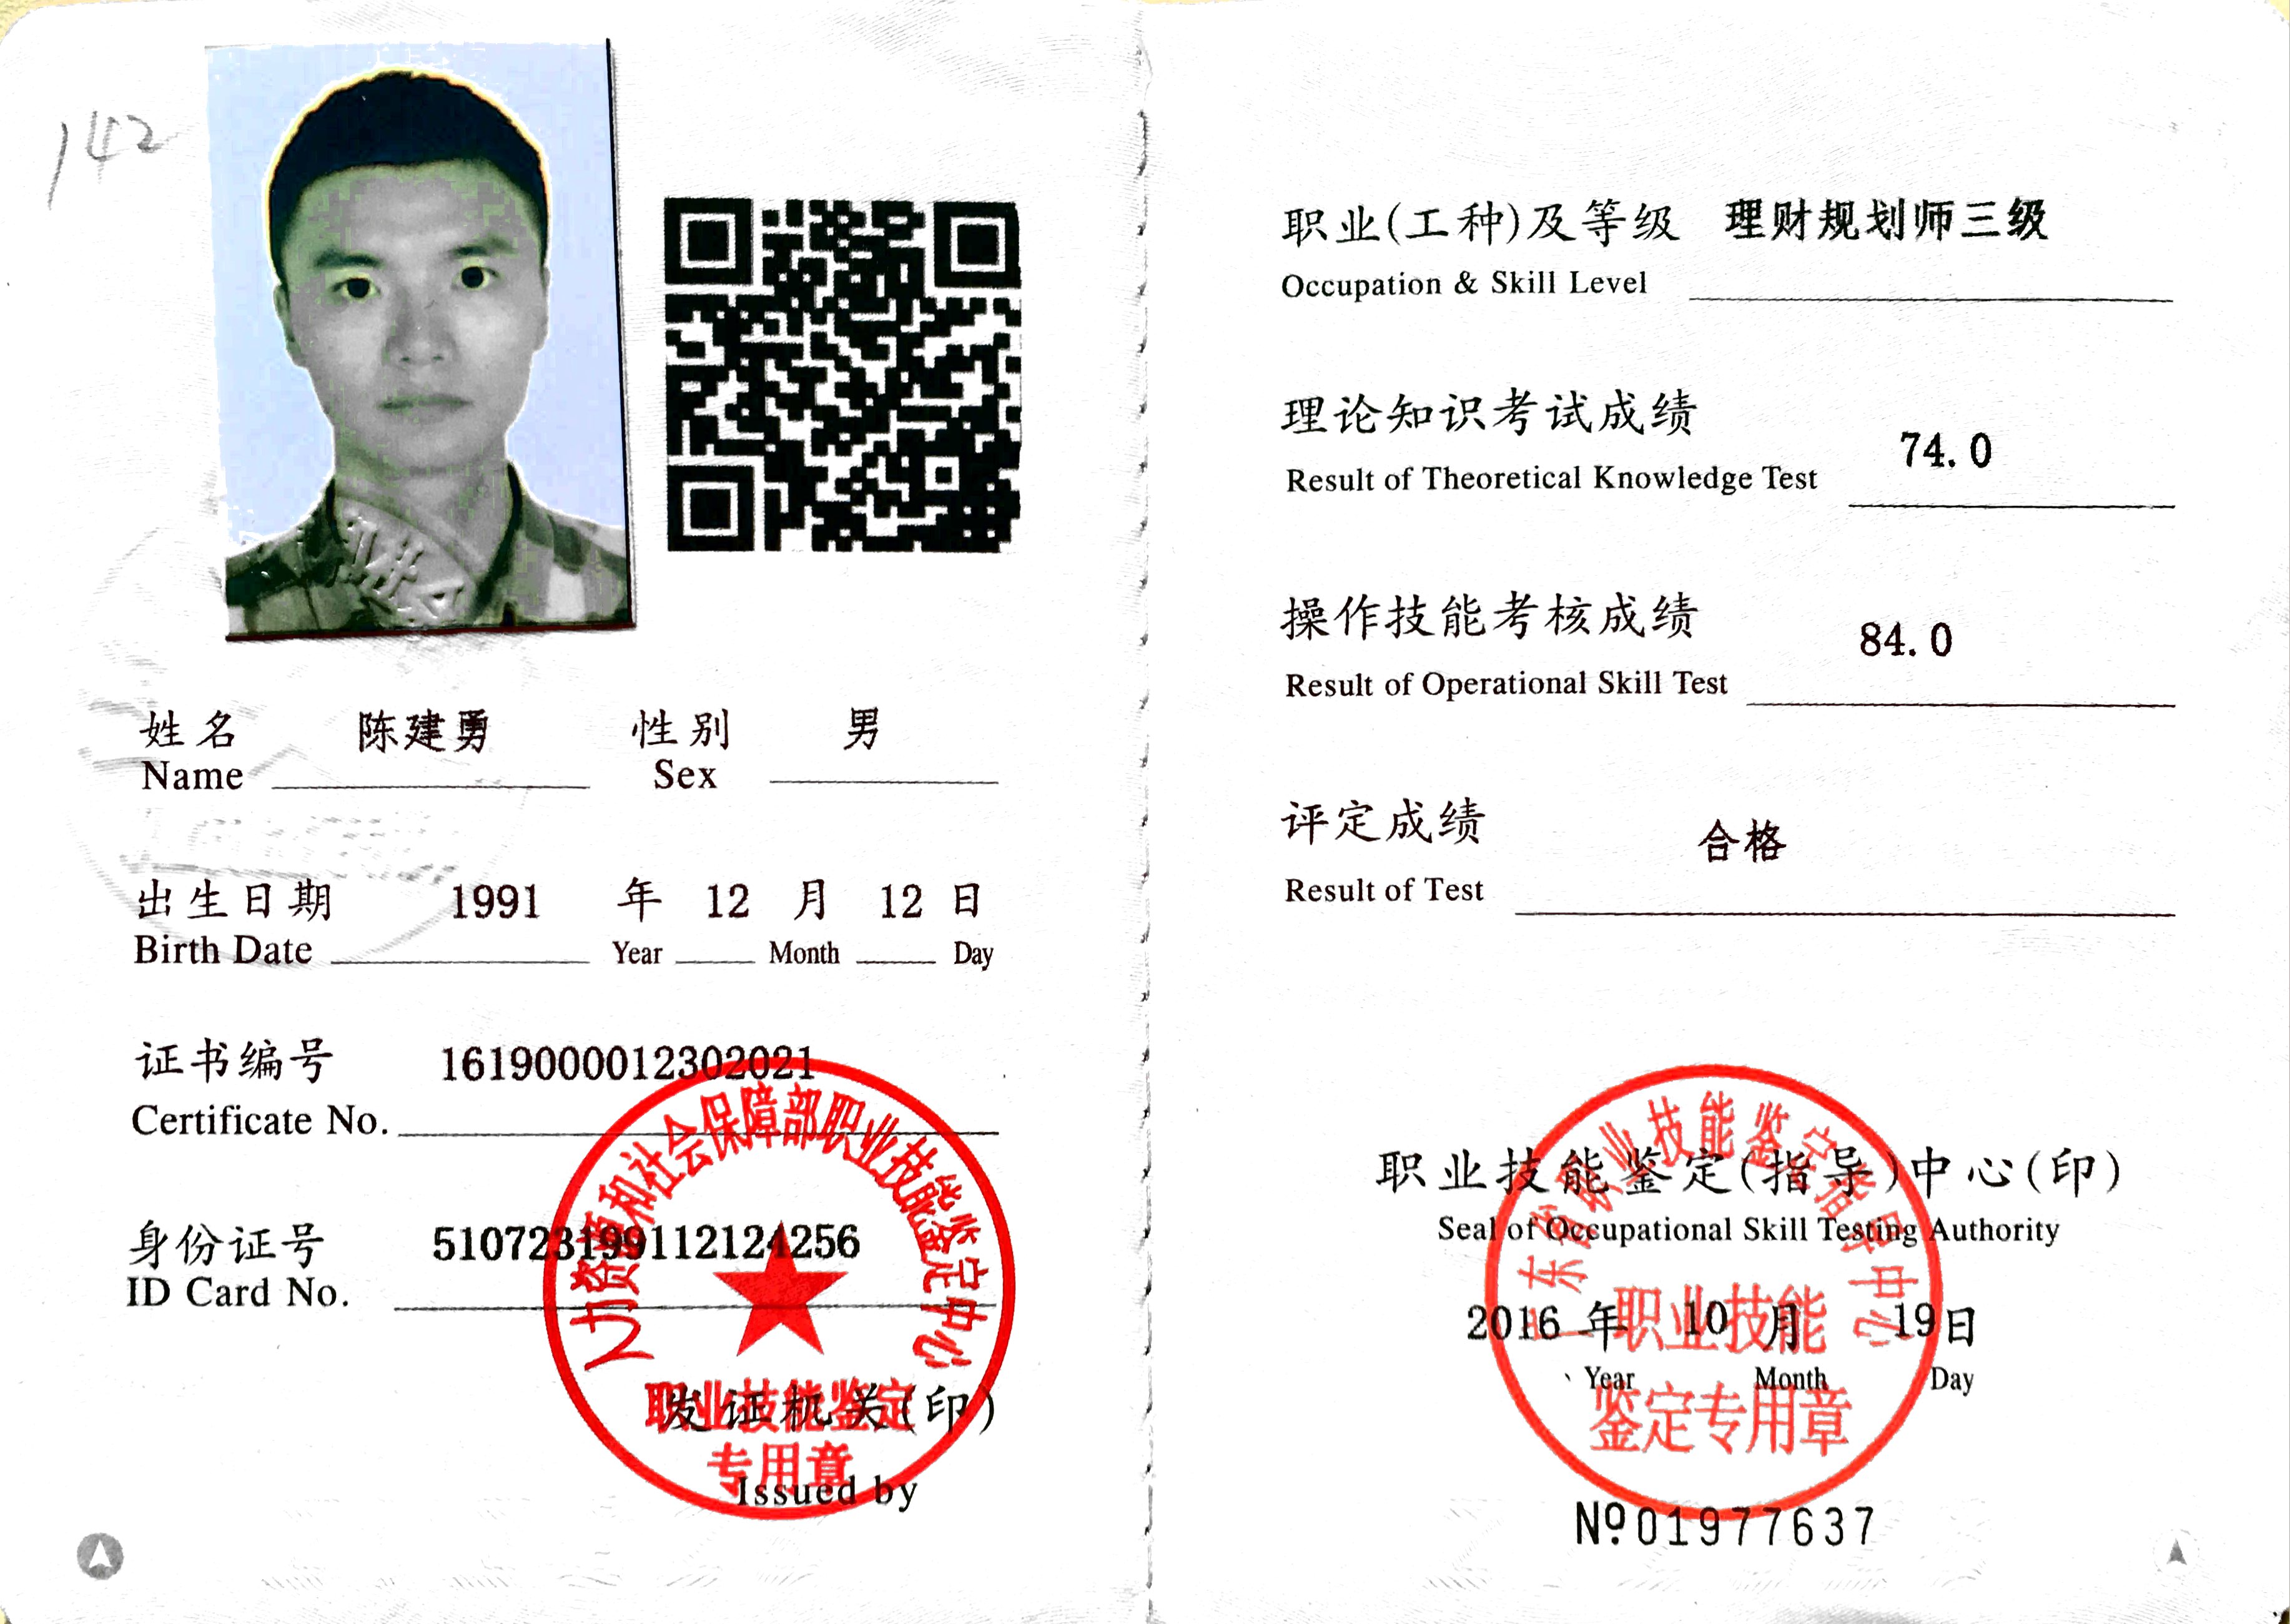 142
姓名 陈建勇 性别 男
Name Sex
出生日期 1991 年 12 月 12 日
Birth Date Year Month Day
证书编号 1619000012302021
Certificate No.
身份证号 510723199112124256
ID Card No.
人力资源和社会保障部职业技能鉴定中心
职业技能鉴定
专用章
发证机关(印)
Issued by
职业(工种)及等级 理财规划师三级
Occupation & Skill Level
理论知识考试成绩 74.0
Result of Theoretical Knowledge Test
操作技能考核成绩 84.0
Result of Operational Skill Test
评定成绩 合格
Result of Test
职业技能鉴定(指导)中心(印)
Seal of Occupational Skill Testing Authority
广东省职业技能鉴定指导中心
职业技能
鉴定专用章
2016 年 10 月 19 日
Year Month Day
№01977637